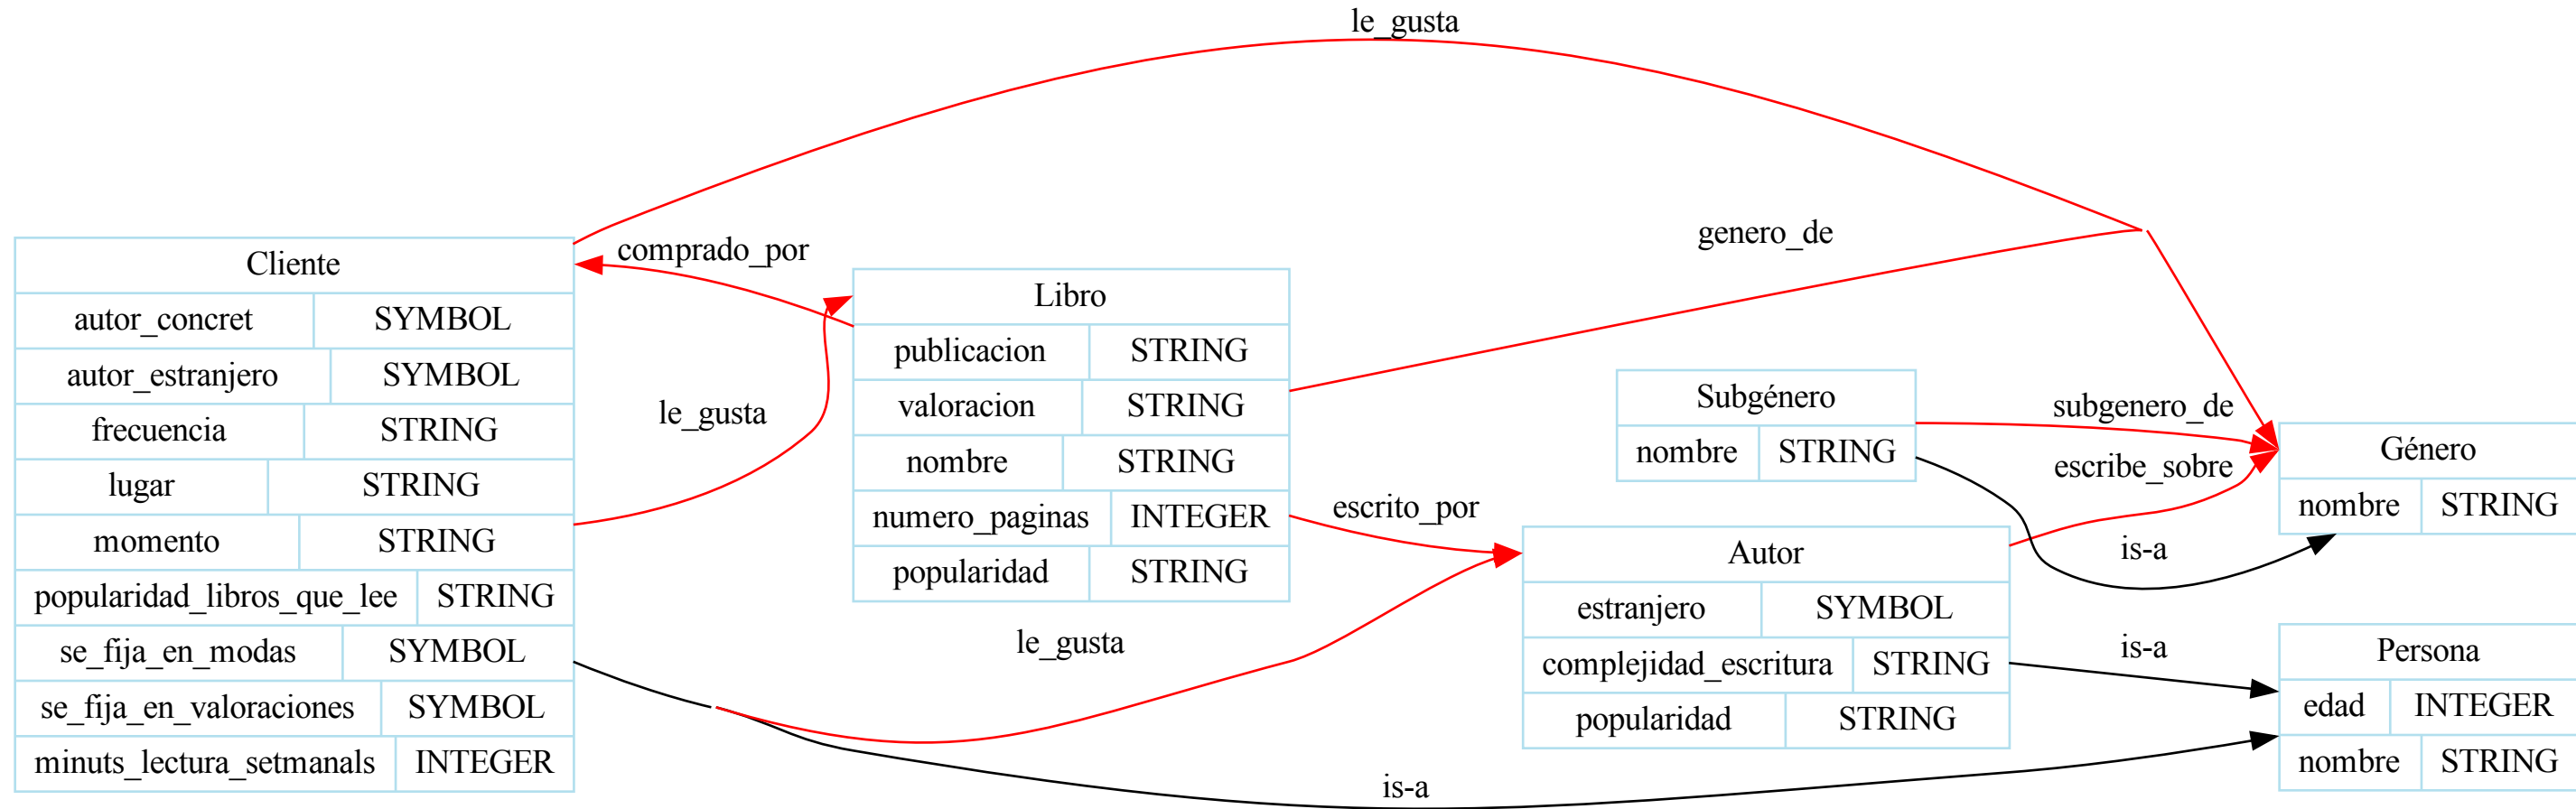 le_gusta
Cliente
autor_concret SYMBOL
autor_estranjero SYMBOL
frecuencia STRING
lugar STRING
momento STRING
popularidad_libros_que_lee STRING
se_fija_en_modas SYMBOL
se_fija_en_valoraciones SYMBOL
minuts_lectura_setmanals INTEGER
comprado_por
le_gusta
Libro
publicacion STRING
valoracion STRING
nombre STRING
numero_paginas INTEGER
popularidad STRING
le_gusta
genero_de
escrito_por
Subgénero
nombre STRING
Autor
estranjero SYMBOL
complejidad_escritura STRING
popularidad STRING
is-a
subgenero_de
escribe_sobre
is-a
is-a
Género
nombre STRING
Persona
edad INTEGER
nombre STRING